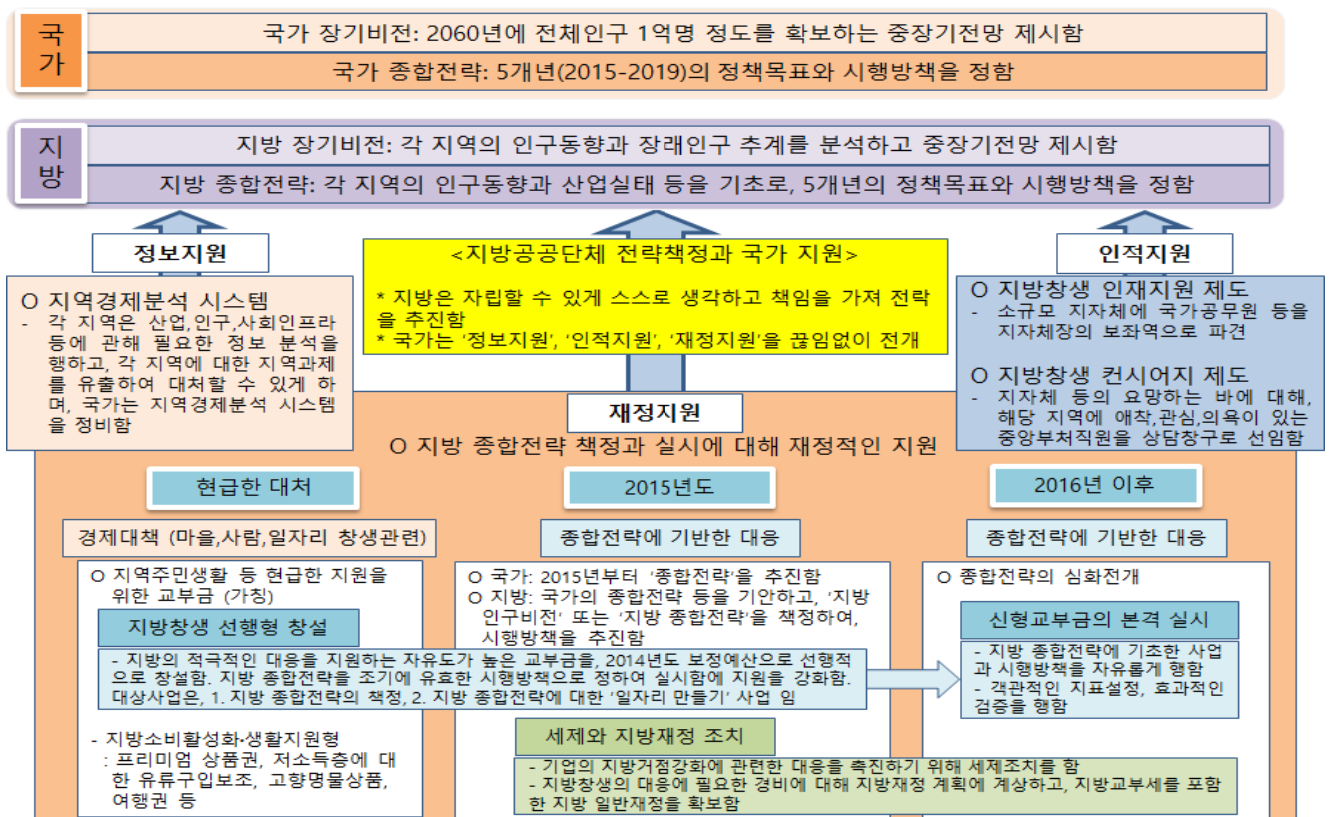 국가
국가 장기비전: 2060년에 전체인구 1억명 정도를 확보하는 중장기전망 제시함
국가 종합전략: 5개년(2015-2019)의 정책목표와 시행방책을 정함
지방
지방 장기비전: 각 지역의 인구동향과 장래인구 추계를 분석하고 중장기전망 제시함
지방 종합전략: 각 지역의 인구동향과 산업실태 등을 기초로, 5개년의 정책목표와 시행방책을 정함
정보지원
O 지역경제분석 시스템
- 각 지역은 산업,인구,사회인프라
등에 관해 필요한 정보 분석을
행하고, 각 지역에 대한 지역과제
를 유출하여 대처할 수 있게 하
며, 국가는 지역경제분석 시스템
을 정비함
<지방공공단체 전략책정과 국가 지원>
* 지방은 자립할 수 있게 스스로 생각하고 책임을 가져 전략
을 추진함
* 국가는 '정보지원', '인적지원', '재정지원'을 끊임없이 전개
인적지원
O 지방창생 인재지원 제도
- 소규모 지자체에 국가공무원 등을
지자체장의 보좌역으로 파견
O 지방창생 컨시어지 제도
- 지자체 등의 요망하는 바에 대해,
해당 지역에 애착,관심,의욕이 있는
중앙부처직원을 상담창구로 선임함
재정지원
O 지방 종합전략 책정과 실시에 대해 재정적인 지원
현급한 대처
경제대책 (마을,사람,일자리 창생관련)
O 지역주민생활 등 현급한 지원을
위한 교부금 (가칭)
지방창생 선행형 창설
- 지방의 적극적인 대응을 지원하는 자유도가 높은 교부금을, 2014년도 보정예산으로 선행적
으로 창설함. 지방 종합전략을 조기에 유효한 시행방책으로 정하여 실시함에 지원을 강화함.
대상사업은, 1. 지방 종합전략의 책정, 2. 지방 종합전략에 대한 '일자리 만들기' 사업 임
- 지방소비활성화·생활지원형
: 프리미엄 상품권, 저소득층에 대
한 유류구입보조, 고향명물상품,
여행권 등
2015년도
종합전략에 기반한 대응
O 국가: 2015년부터 '종합전략'을 추진함
O 지방: 국가의 종합전략 등을 기안하고, '지방
인구비전' 또는 '지방 종합전략'을 책정하여,
시행방책을 추진함
세제와 지방재정 조치
- 기업의 지방거점강화에 관련한 대응을 촉진하기 위해 세제조치를 함
- 지방창생의 대응에 필요한 경비에 대해 지방재정 계획에 계상하고, 지방교부세를 포함
한 지방 일반재정을 확보함
2016년 이후
종합전략에 기반한 대응
O 종합전략의 심화전개
신형교부금의 본격 실시
- 지방 종합전략에 기초한 사업
과 시행방책을 자유롭게 행함
- 객관적인 지표설정, 효과적인
검증을 행함